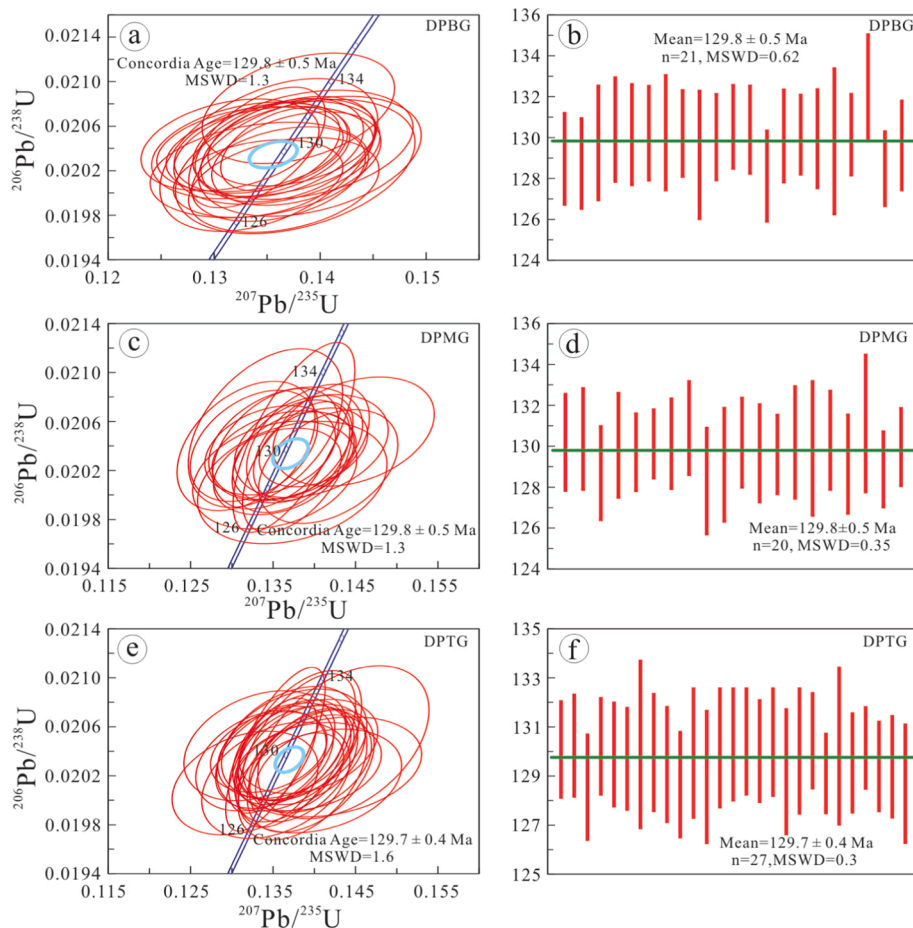 a
DPBG
Concordia Age=129.8 ± 0.5 Ma
MSWD=1.3
134
130
126
0.0214
0.0210
0.0206
0.0202
0.0198
0.0194
²⁰⁶Pb/²³⁸U
0.12
0.13
0.14
0.15
²⁰⁷Pb/²³⁵U
b
DPBG
Mean=129.8 ± 0.5 Ma
n=21, MSWD=0.62
136
134
132
130
128
126
124
c
DPMG
134
130
126
Concordia Age=129.8 ± 0.5 Ma
MSWD=1.3
0.0214
0.0210
0.0206
0.0202
0.0198
0.0194
²⁰⁶Pb/²³⁸U
0.115
0.125
0.135
0.145
0.155
²⁰⁷Pb/²³⁵U
d
DPMG
136
134
132
130
128
126
124
Mean=129.8±0.5 Ma
n=20, MSWD=0.35
e
DPTG
134
130
126
Concordia Age=129.7 ± 0.4 Ma
MSWD=1.6
0.0214
0.0210
0.0206
0.0202
0.0198
0.0194
²⁰⁶Pb/²³⁸U
0.115
0.125
0.135
0.145
0.155
²⁰⁷Pb/²³⁵U
f
DPTG
135
133
131
129
127
125
Mean=129.7 ± 0.4 Ma
n=27,MSWD=0.3